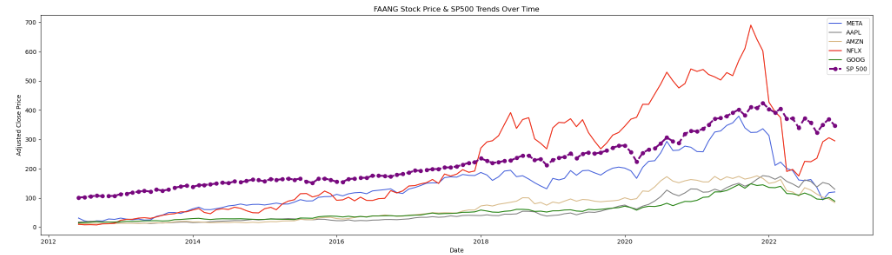 FAANG Stock Price & SP500 Trends Over Time
700
600
500
400
300
200
100
0
Adjusted Close Price
2012
2014
2016
2018
2020
2022
Date
META
AAPL
AMZN
NFLX
GOOG
SP 500